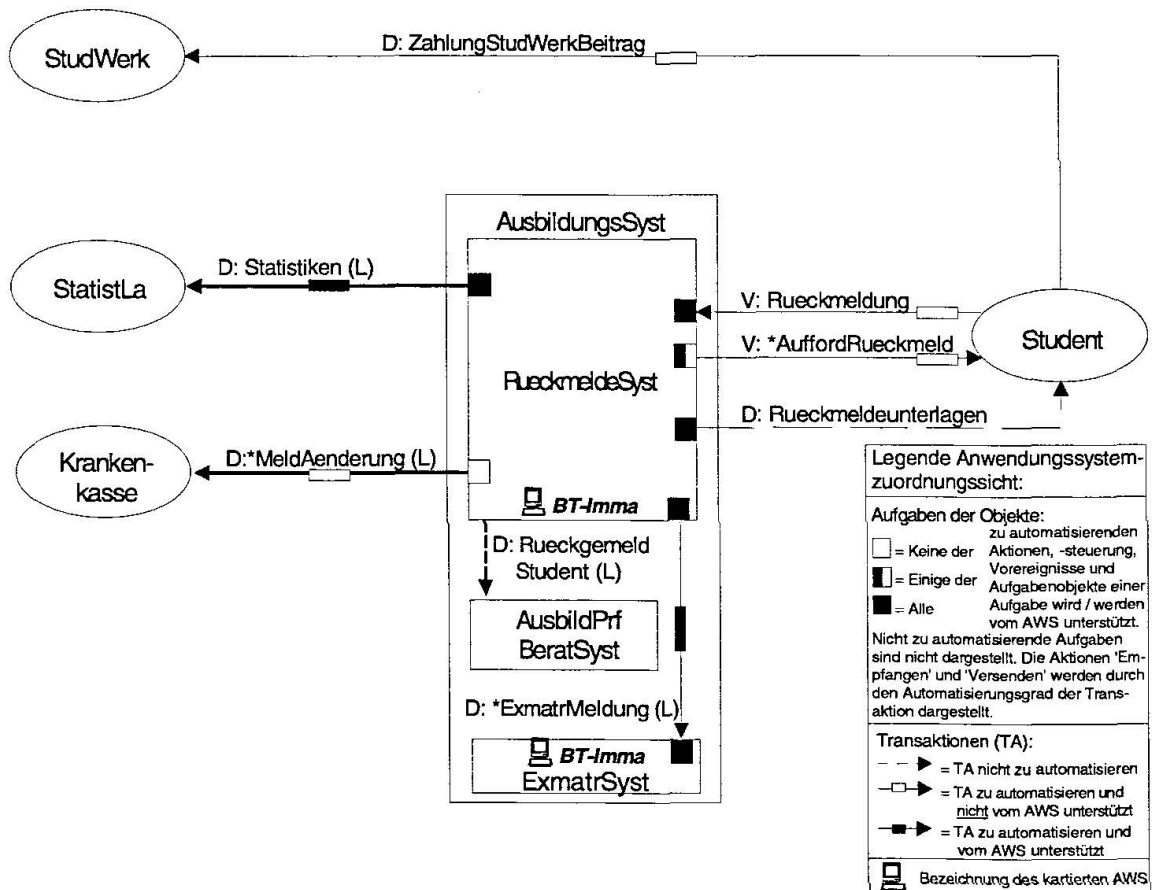 StudWerk
D: ZahlungStudWerkBeitrag
AusbildungsSyst
StatistLa
D: Statistiken (L)
V: Rueckmeldung
V: *AuffordRueckmeld
Student
RueckmeldeSyst
D: Rueckmeldeunterlagen
Kranken-
kasse
D:*MeldAenderung (L)
BT-Imma
D: Rueckgemeld
Student (L)
AusbildPrf
BeratSyst
D: *ExmatrMeldung (L)
BT-Imma
ExmatrSyst
Legende Anwendungssystem-
zuordnungssicht:
Aufgaben der Objekte:
= Keine der
= Einige der
= Alle
zu automatisierenden
Aktionen, -steuerung,
Vorereignisse und
Aufgabenobjekte einer
Aufgabe wird / werden
vom AWS unterstützt.
Nicht zu automatisierende Aufgaben
sind nicht dargestellt. Die Aktionen 'Em-
pfangen' und 'Versenden' werden durch
den Automatisierungsgrad der Trans-
aktion dargestellt.
Transaktionen (TA):
= TA nicht zu automatisieren
= TA zu automatisieren und
nicht vom AWS unterstützt
= TA zu automatisieren und
vom AWS unterstützt
Bezeichnung des kartierten AWS